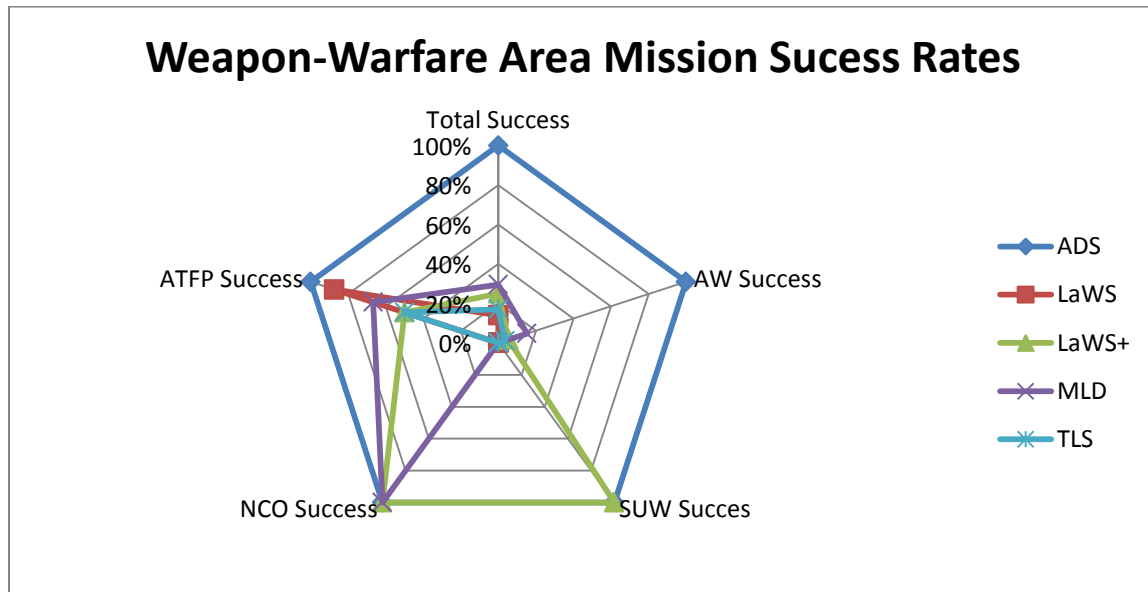 Weapon-Warfare Area Mission Sucess Rates
Total Success
100%
80%
60%
40%
20%
0%
AW Success
SUW Succes
NCO Success
ATFP Success
ADS
LaWS
LaWS+
MLD
TLS